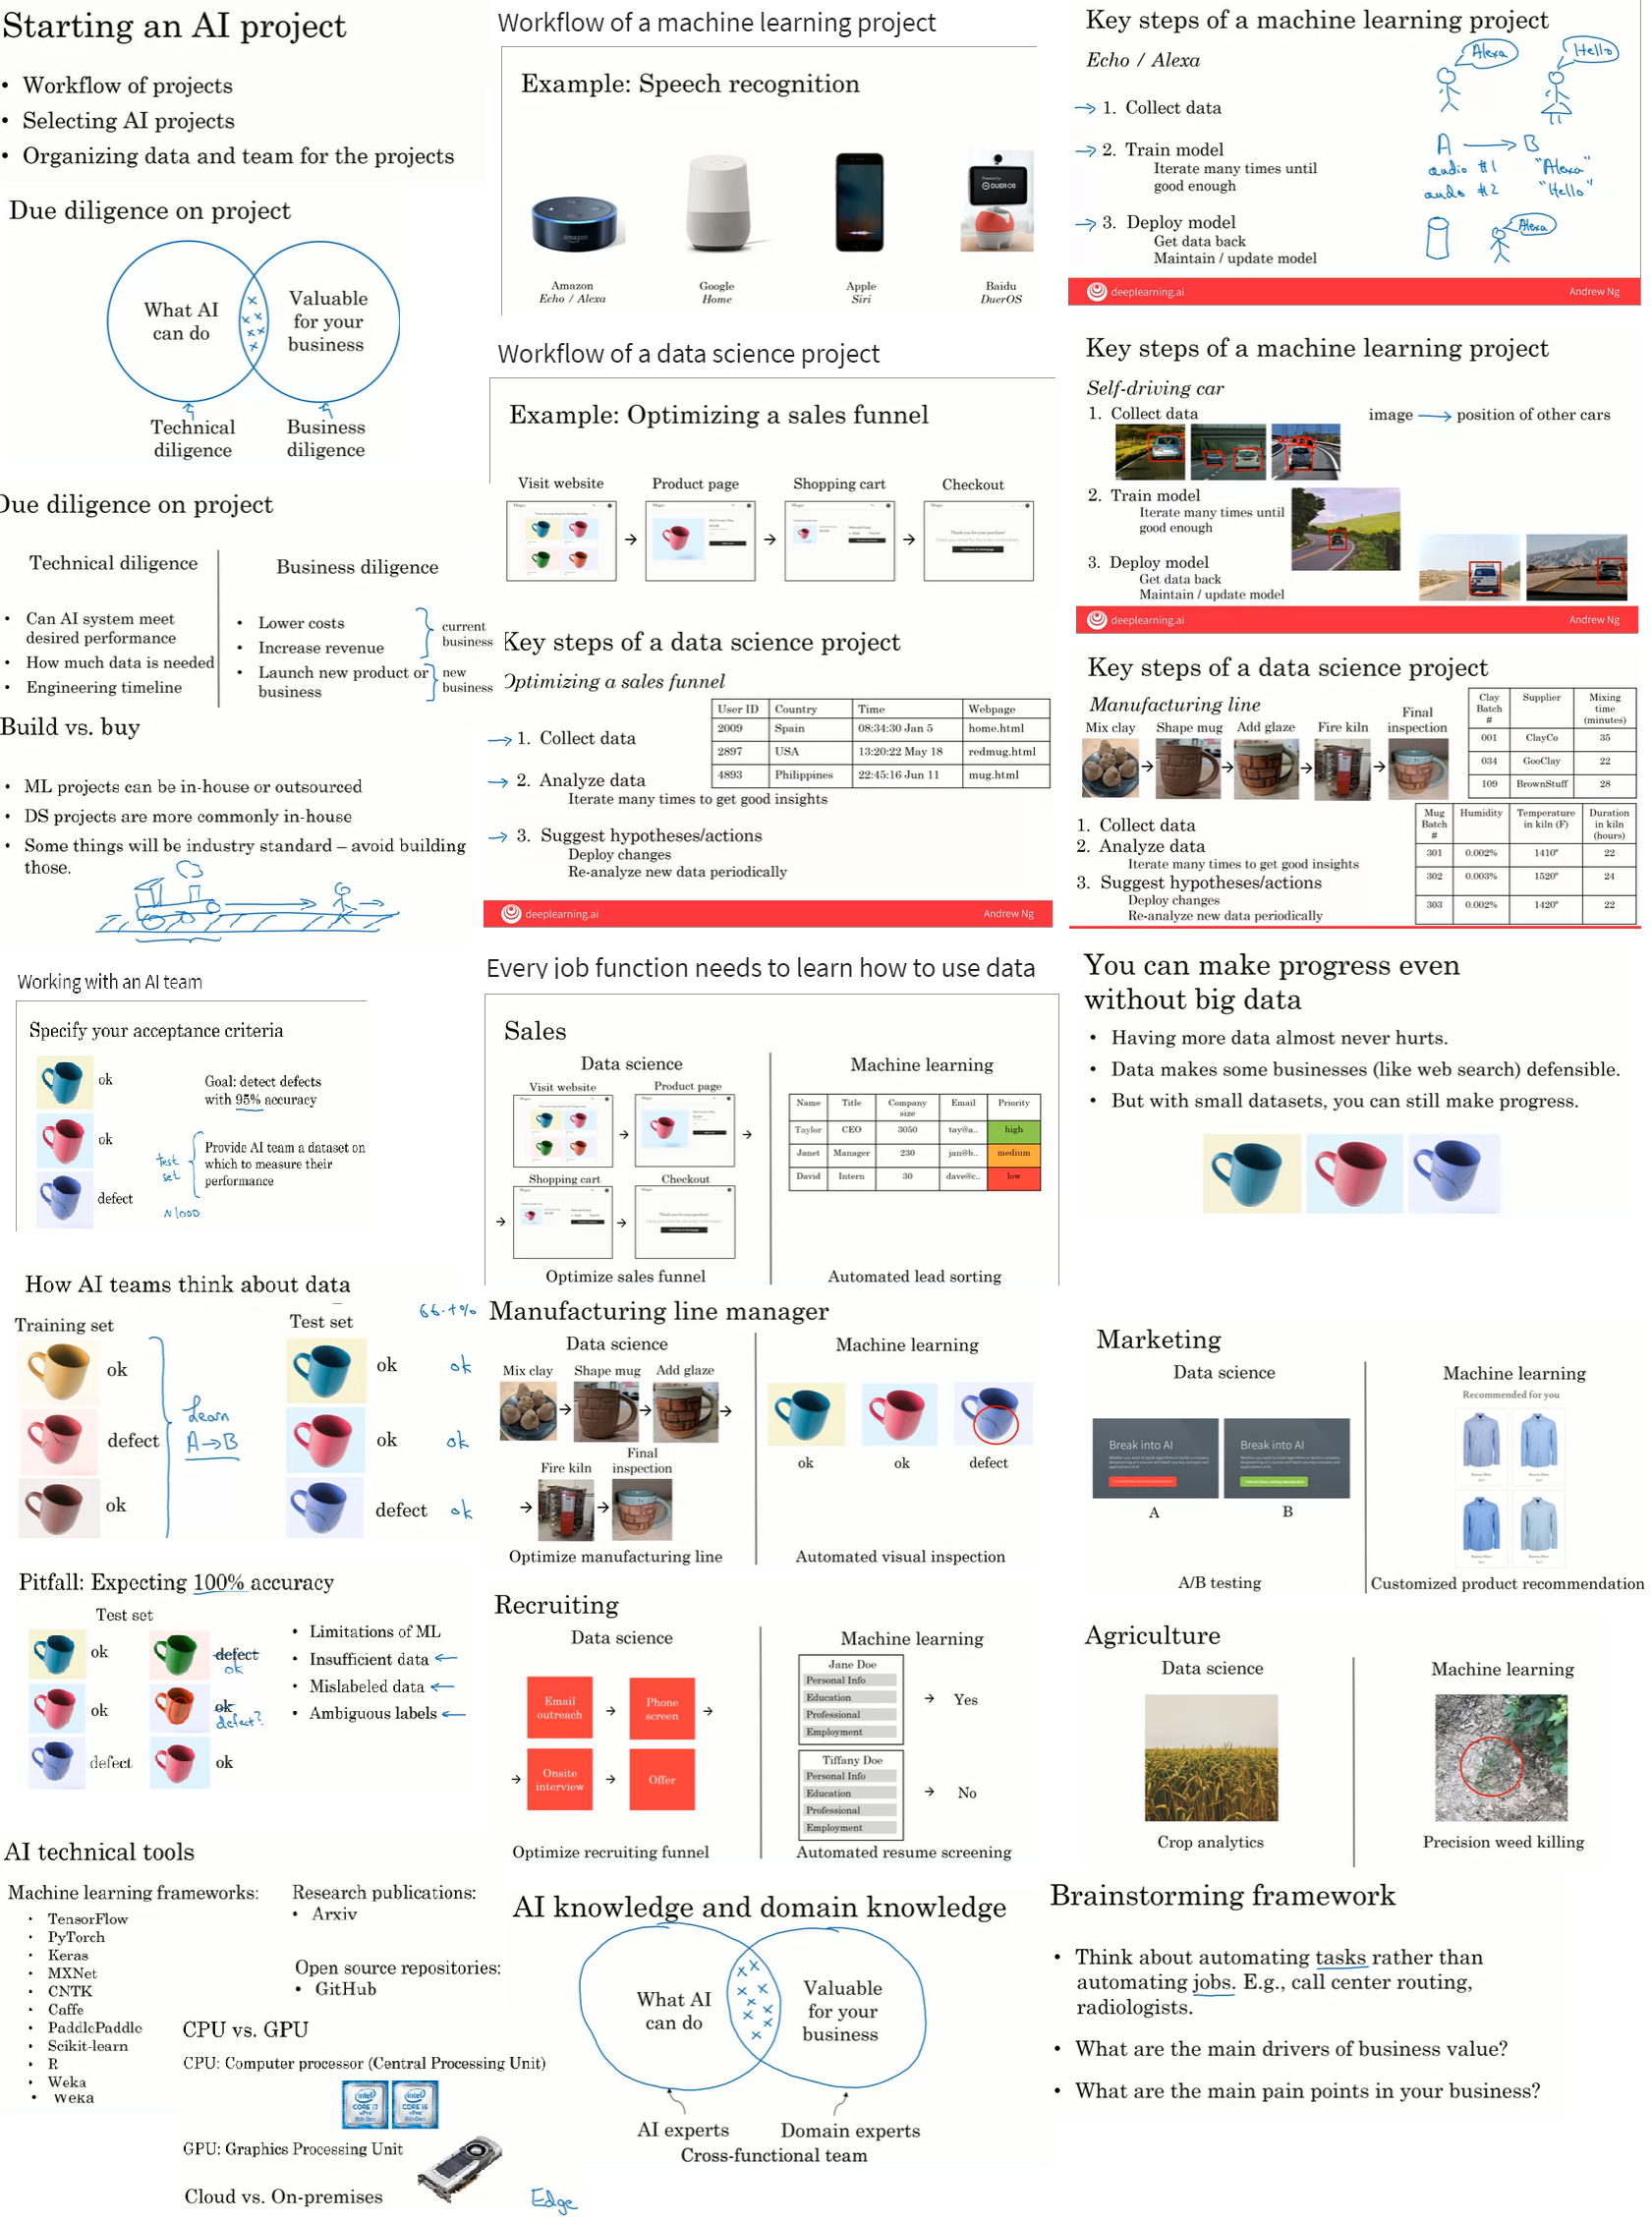 Starting an AI project
• Workflow of projects
• Selecting AI projects
• Organizing data and team for the projects
Due diligence on project
What AI
can do
Valuable
for your
business
Technical
diligence
Business
diligence
Due diligence on project
Technical diligence
• Can AI system meet
desired performance
• How much data is needed
• Engineering timeline
Business diligence
• Lower costs
• Increase revenue
• Launch new product or
business
current
business
new
business
Build vs. buy
• ML projects can be in-house or outsourced
• DS projects are more commonly in-house
• Some things will be industry standard – avoid building
those.
Working with an AI team
Specify your acceptance criteria
ok
ok
defect
Goal: detect defects
with 95% accuracy
test
set
Provide AI team a dataset on
which to measure their
performance
~1000
How AI teams think about data
Training set
ok
defect
ok
Learn
A→B
Test set
66.7%
ok ok
ok ok
defect ok
Pitfall: Expecting 100% accuracy
Test set
ok
ok
defect
defect
ok
ok
defect?
ok
• Limitations of ML
• Insufficient data ←
• Mislabeled data ←
• Ambiguous labels ←
AI technical tools
Machine learning frameworks:
• TensorFlow
• PyTorch
• Keras
• MXNet
• CNTK
• Caffe
• PaddlePaddle
• Scikit-learn
• R
• Weka
• Weka
Research publications:
• Arxiv
Open source repositories:
• GitHub
CPU vs. GPU
CPU: Computer processor (Central Processing Unit)
GPU: Graphics Processing Unit
Cloud vs. On-premises
Edge
Workflow of a machine learning project
Example: Speech recognition
amazon
Amazon
Echo / Alexa
Google
Home
Apple
Siri
DUEROS
Baidu
DuerOS
Workflow of a data science project
Example: Optimizing a sales funnel
Visit website → Product page → Shopping cart → Checkout
Key steps of a data science project
Optimizing a sales funnel
→ 1. Collect data
→ 2. Analyze data
Iterate many times to get good insights
→ 3. Suggest hypotheses/actions
Deploy changes
Re-analyze new data periodically
User ID Country Time Webpage
2009 Spain 08:34:30 Jan 5 home.html
2897 USA 13:20:22 May 18 redmug.html
4893 Philippines 22:45:16 Jun 11 mug.html
deeplearning.ai Andrew Ng
Every job function needs to learn how to use data
Sales
Data science
Visit website
Product page
Shopping cart
Checkout
Optimize sales funnel
Machine learning
Name Title Company size Email Priority
Taylor CEO 3050 tay@a.. high
Janet Manager 230 jan@b.. medium
David Intern 30 dave@c.. low
Automated lead sorting
Manufacturing line manager
Data science
Mix clay Shape mug Add glaze
Fire kiln
Final
inspection
Optimize manufacturing line
Machine learning
ok ok defect
Automated visual inspection
Recruiting
Data science
Email
outreach
Phone
screen
Onsite
interview
Offer
Optimize recruiting funnel
Machine learning
Jane Doe
Personal Info
Education
Professional
Employment
→ Yes
Tiffany Doe
Personal Info
Education
Professional
Employment
→ No
Automated resume screening
AI knowledge and domain knowledge
What AI
can do
Valuable
for your
business
AI experts
Domain experts
Cross-functional team
Key steps of a machine learning project
Echo / Alexa
Alexa
Hello
→ 1. Collect data
→ 2. Train model
Iterate many times until
good enough
→ 3. Deploy model
Get data back
Maintain / update model
A → B
audio #1 "Alexa"
audio #2 "Hello"
Alexa
deeplearning.ai Andrew Ng
Key steps of a machine learning project
Self-driving car
1. Collect data
image → position of other cars
2. Train model
Iterate many times until
good enough
3. Deploy model
Get data back
Maintain / update model
deeplearning.ai Andrew Ng
Key steps of a data science project
Manufacturing line
Mix clay Shape mug Add glaze Fire kiln
Final
inspection
Clay Batch # Supplier Mixing time (minutes)
001 ClayCo 35
034 GooClay 22
109 BrownStuff 28
1. Collect data
2. Analyze data
Iterate many times to get good insights
3. Suggest hypotheses/actions
Deploy changes
Re-analyze new data periodically
Mug Batch # Humidity Temperature in kiln (F) Duration in kiln (hours)
301 0.002% 1410° 22
302 0.003% 1520° 24
303 0.002% 1420° 22
You can make progress even
without big data
• Having more data almost never hurts.
• Data makes some businesses (like web search) defensible.
• But with small datasets, you can still make progress.
Marketing
Data science
Break into AI
A
Break into AI
B
A/B testing
Machine learning
Recommended for you
Customized product recommendation
Agriculture
Data science
Crop analytics
Machine learning
Precision weed killing
Brainstorming framework
• Think about automating tasks rather than
automating jobs. E.g., call center routing,
radiologists.
• What are the main drivers of business value?
• What are the main pain points in your business?